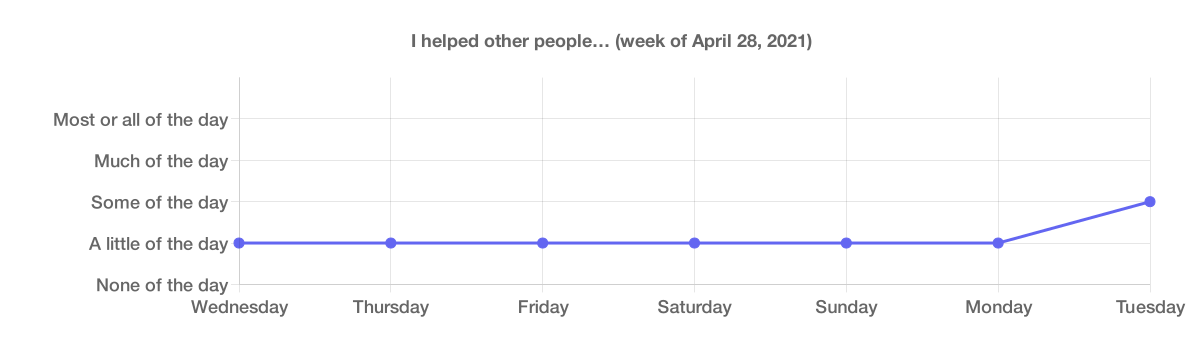 I helped other people… (week of April 28, 2021)
Most or all of the day
Much of the day
Some of the day
A little of the day
None of the day
Wednesday Thursday Friday Saturday Sunday Monday Tuesday